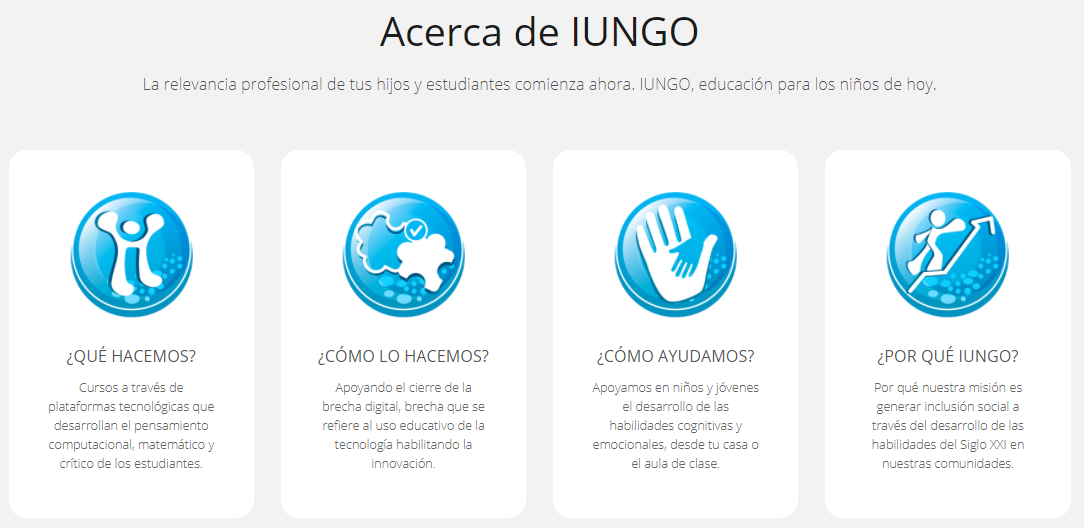 Acerca de IUNGO
La relevancia profesional de tus hijos y estudiantes comienza ahora. IUNGO, educación para los niños de hoy.
¿QUÉ HACEMOS?
Cursos a través de
plataformas tecnológicas que
desarrollan el pensamiento
computacional, matemático y
crítico de los estudiantes.
¿CÓMO LO HACEMOS?
Apoyando el cierre de la
brecha digital, brecha que se
refiere al uso educativo de la
tecnología habilitando la
innovación.
¿CÓMO AYUDAMOS?
Apoyamos en niños y jóvenes
el desarrollo de las
habilidades cognitivas y
emocionales, desde tu casa o
el aula de clase.
¿POR QUÉ IUNGO?
Por qué nuestra misión es
generar inclusión social a
través del desarrollo de las
habilidades del Siglo XXI en
nuestras comunidades.